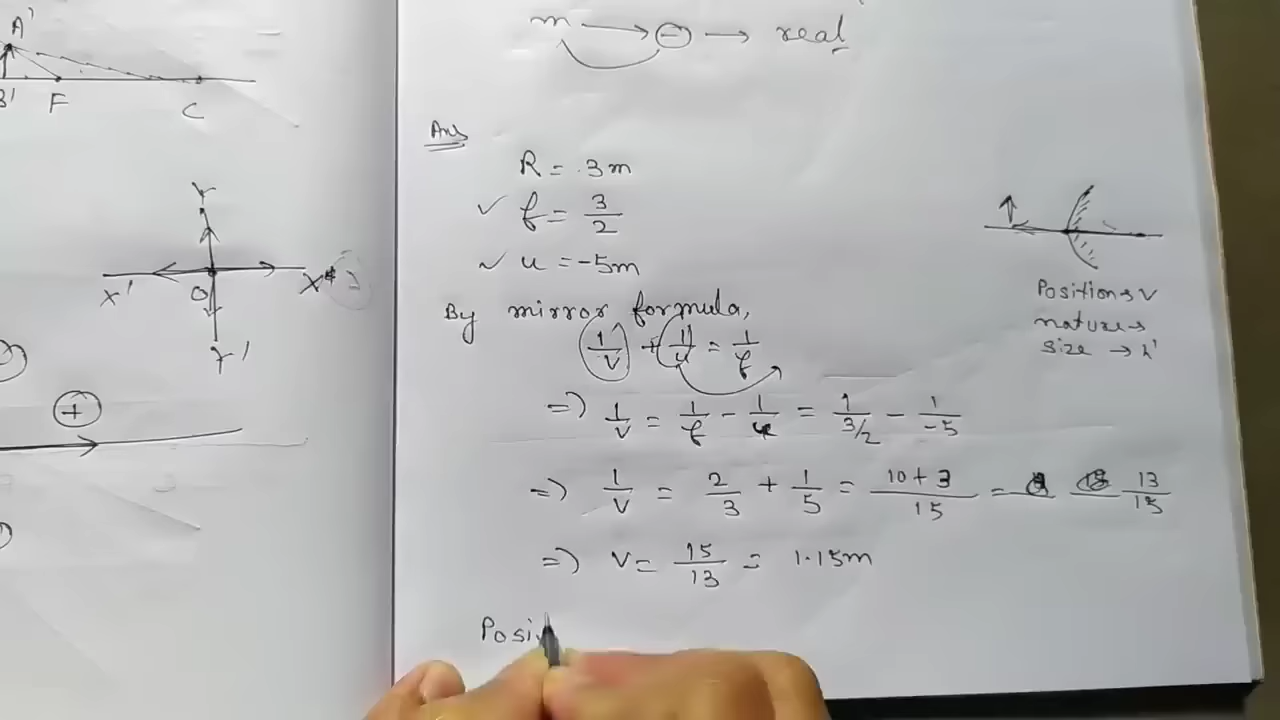 A'
B' F C
Y
X' O X
Y'
+
m → − → real
Ans
R = 3m
✓ f = 3/2
✓ u = -5m
By mirror formula,
1/v + 1/u = 1/f
=) 1/v = 1/f - 1/u = 1/3/2 - 1/-5
=) 1/v = 2/3 + 1/5 = 10+3/15 = 13/15
=) v = 15/13 = 1.15m
Posi
Position → v
nature →
size → h'